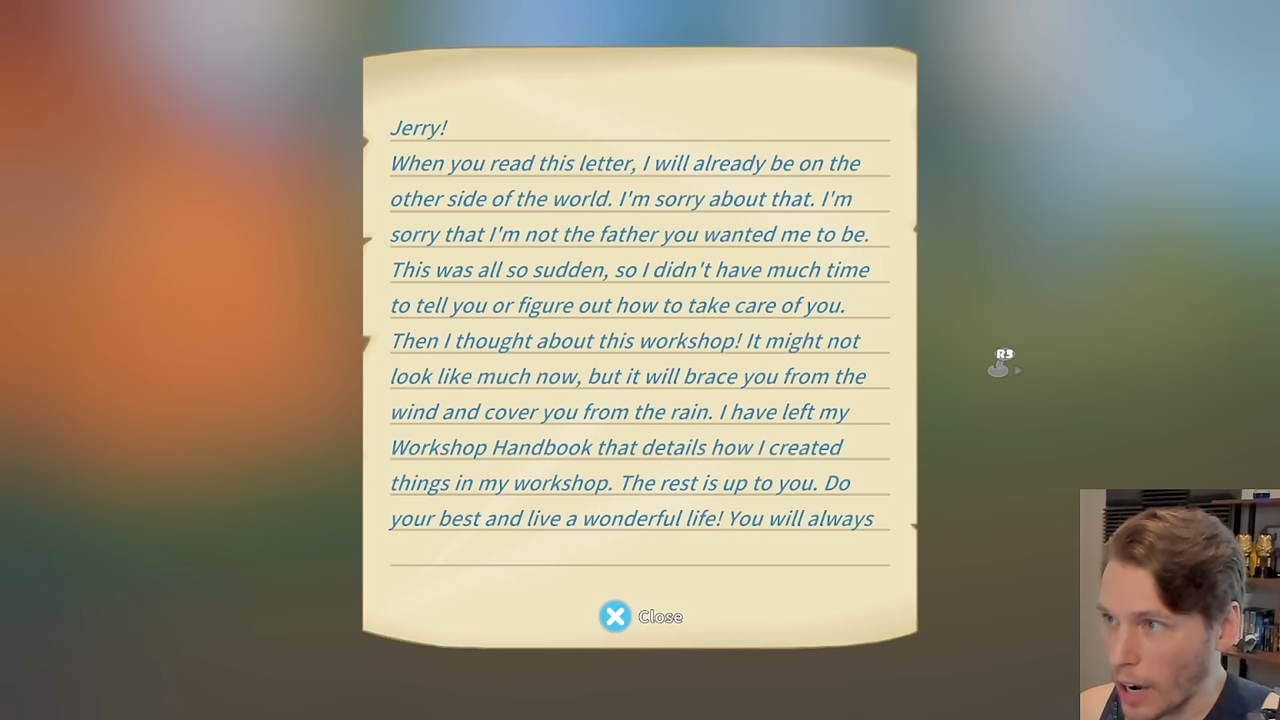 Jerry!
When you read this letter, I will already be on the
other side of the world. I'm sorry about that. I'm
sorry that I'm not the father you wanted me to be.
This was all so sudden, so I didn't have much time
to tell you or figure out how to take care of you.
Then I thought about this workshop! It might not
look like much now, but it will brace you from the
wind and cover you from the rain. I have left my
Workshop Handbook that details how I created
things in my workshop. The rest is up to you. Do
your best and live a wonderful life! You will always
R3
Close